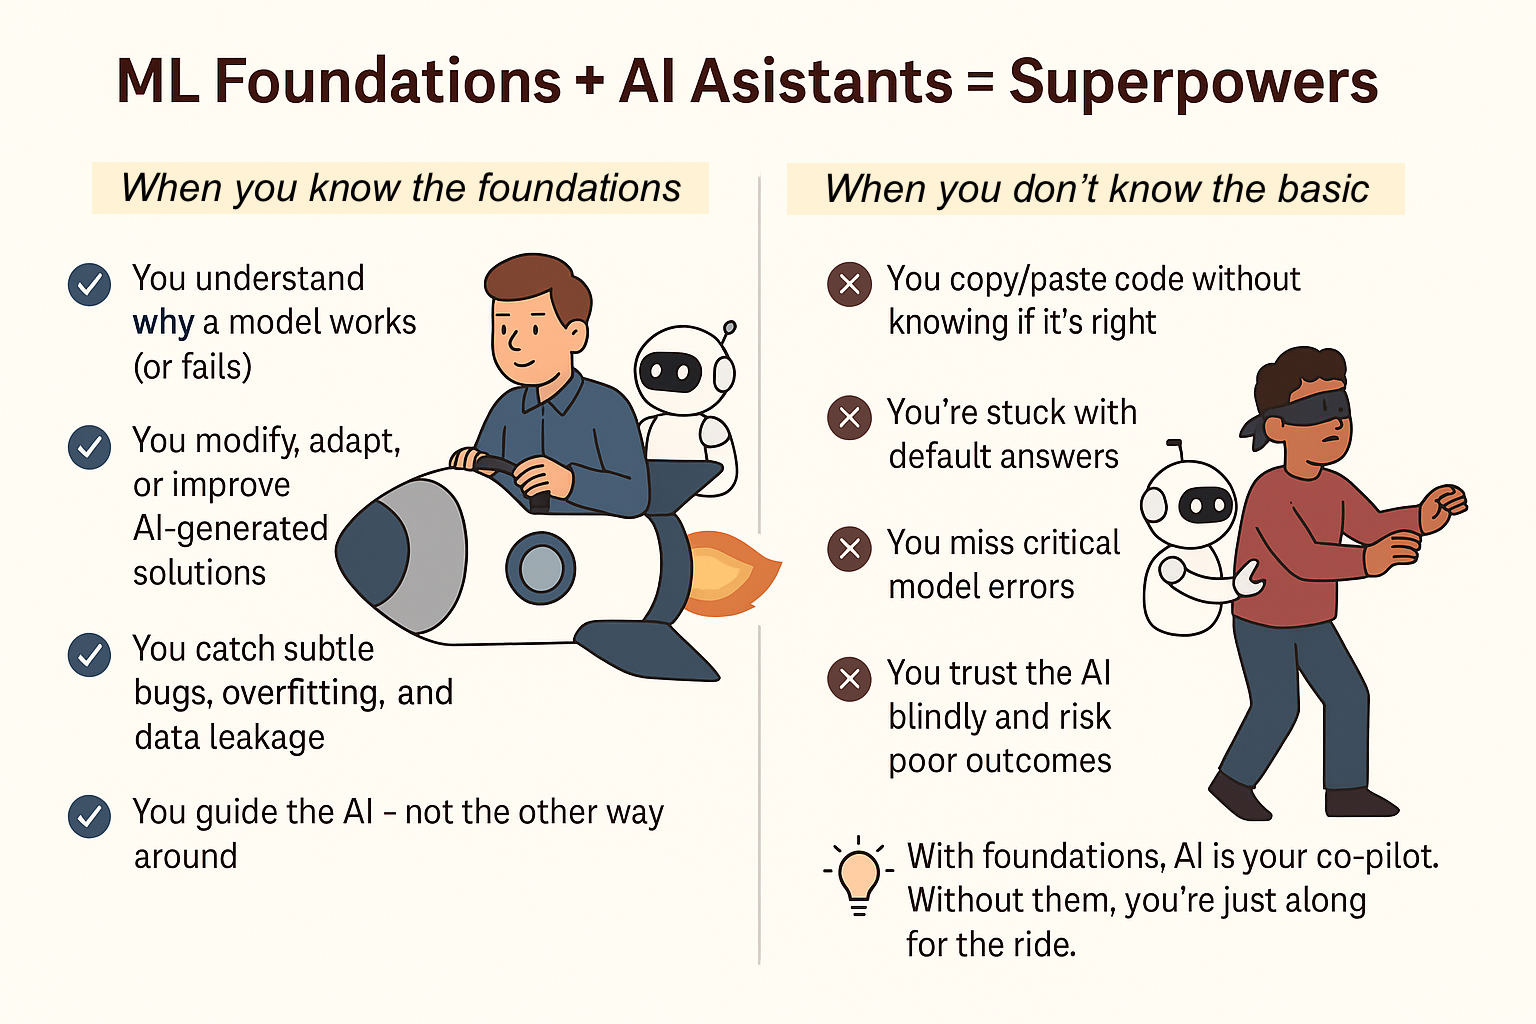 ML Foundations + AI Asistants = Superpowers
When you know the foundations
You understand
why a model works
(or fails)
You modify, adapt,
or improve
AI-generated
solutions
You catch subtle
bugs, overfitting, and
data leakage
You guide the AI – not the other way
around
When you don't know the basic
You copy/paste code without
knowing if it's right
You're stuck with
default answers
You miss critical
model errors
You trust the AI
blindly and risk
poor outcomes
With foundations, AI is your co-pilot.
Without them, you're just along
for the ride.